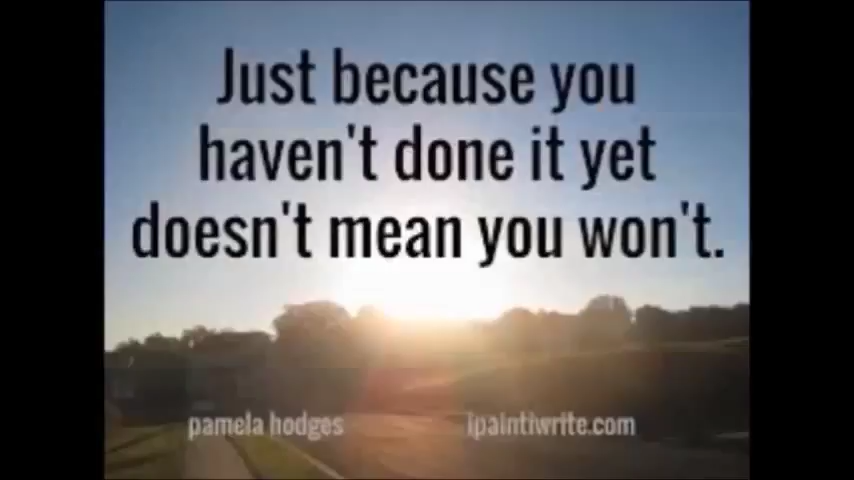 Just because you
haven't done it yet
doesn't mean you won't.
pamela hodges ipaintiwrite.com